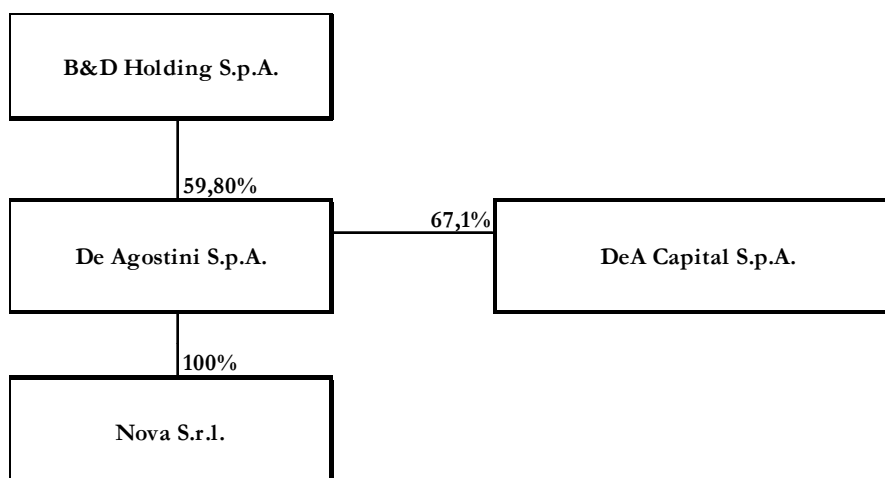 B&D Holding S.p.A.
59,80%
De Agostini S.p.A.
67,1%
DeA Capital S.p.A.
100%
Nova S.r.l.